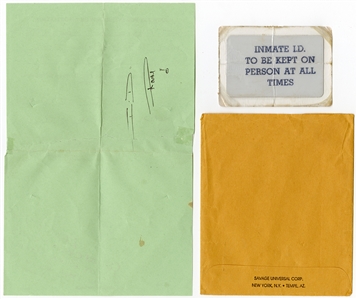 I.D.
INMATE I.D.
TO BE KEPT ON
PERSON AT ALL
TIMES
SAVAGE UNIVERSAL CORP.
NEW YORK, N.Y. • TEMPE, AZ.